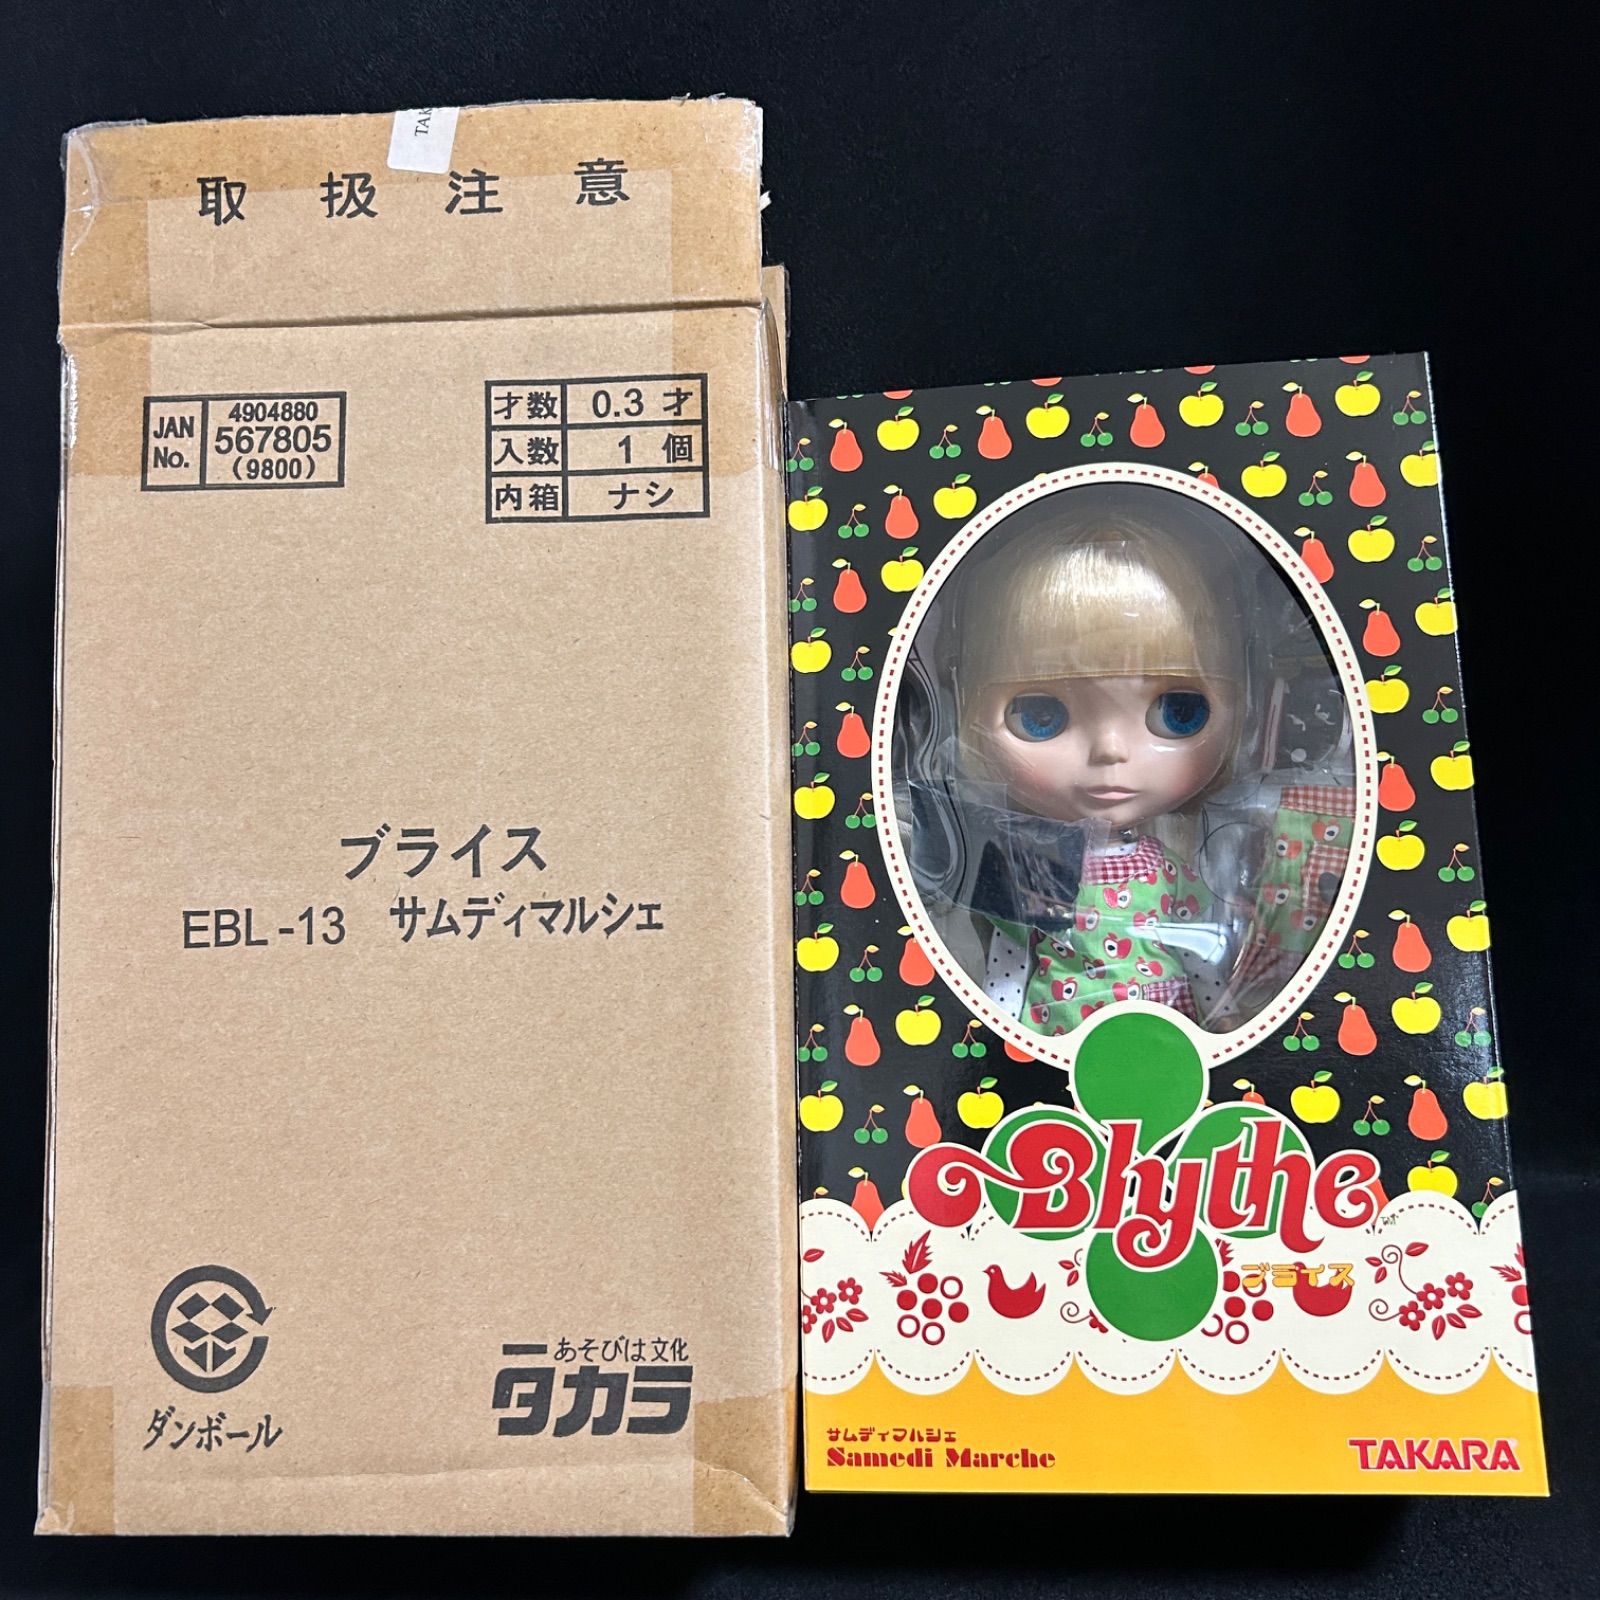 TAK
取扱注意
JAN No.
4904880
567805
(9800)
才数 0.3 才
入数 1 個
内箱 ナシ
ブライス
EBL-13 サムディマルシェ
ダンボール
あそびは文化
タカラ
Blythe TM
ブライス
サムディマルシェ
Samedi Marche
TAKARA